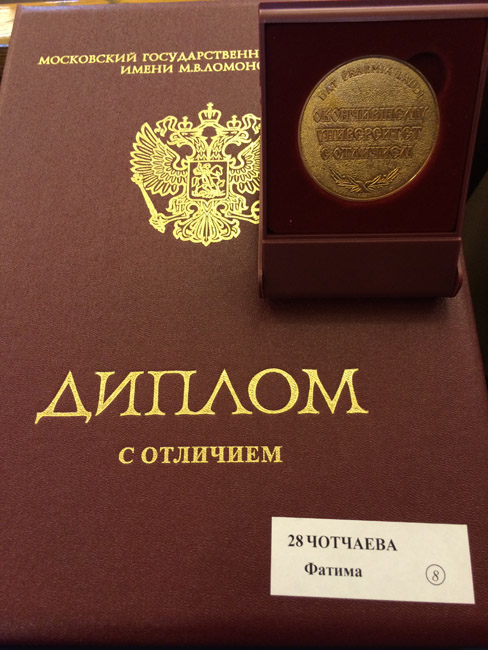 МОСКОВСКИЙ ГОСУДАРСТВЕНН
ИМЕНИ М.В.ЛОМОНО
ОКОНЧИВШЕМУ
УНИВЕРСИТЕТ
С ОТЛИЧИЕМ
ДИПЛОМ
С ОТЛИЧИЕМ
28 ЧОТЧАЕВА
Фатима 8